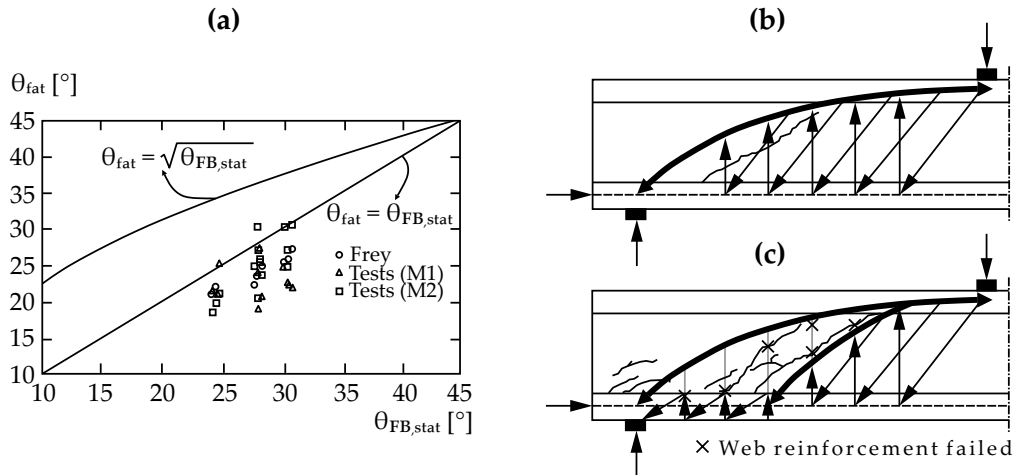 (a)
θfat [°]
45
40
35
30
25
20
15
10
10
15
20
25
30
35
40
45
θFB,stat [°]
θfat = √θFB,stat
θfat = θFB,stat
Frey
Tests (M1)
Tests (M2)
(b)
(c)
Web reinforcement failed